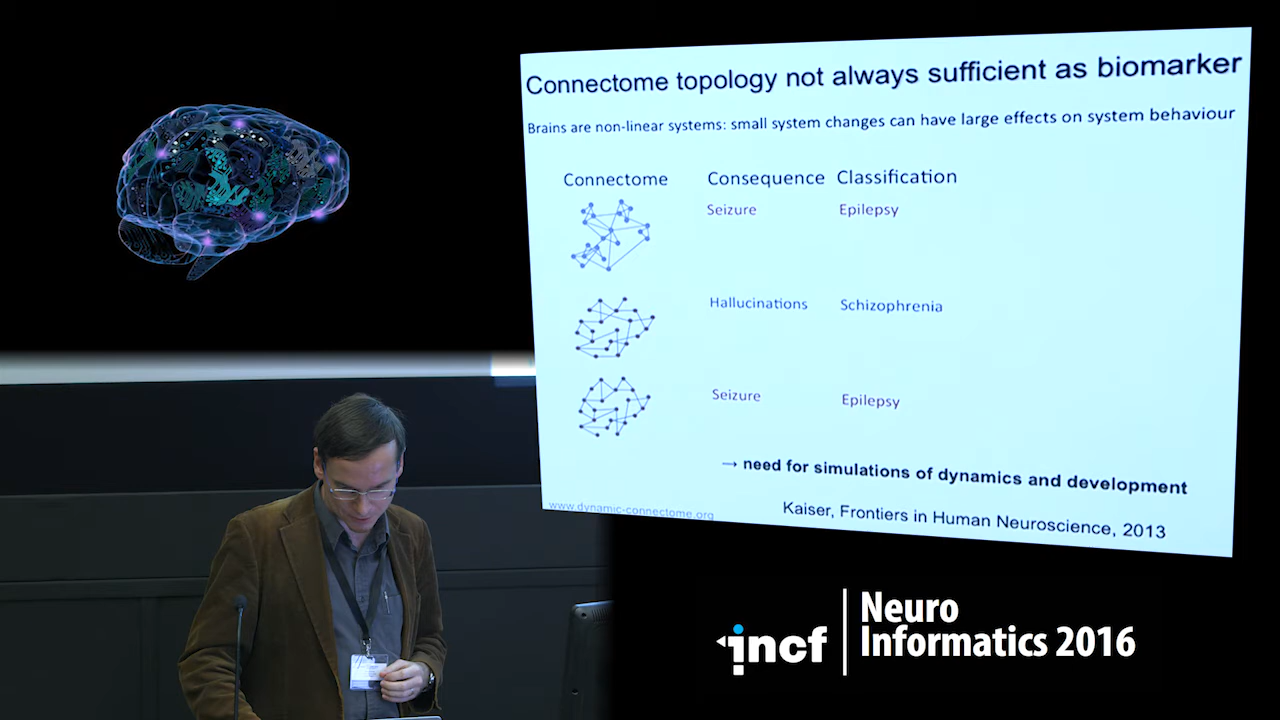 Connectome topology not always sufficient as biomarker
Brains are non-linear systems: small system changes can have large effects on system behaviour
Connectome Consequence Classification
Seizure Epilepsy
Hallucinations Schizophrenia
Seizure Epilepsy
→ need for simulations of dynamics and development
www.dynamic-connectome.org
Kaiser, Frontiers in Human Neuroscience, 2013
incf
Neuro
Informatics 2016